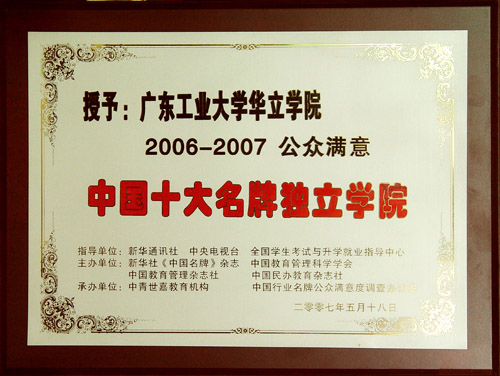 授予：广东工业大学华立学院
2006-2007 公众满意
中国十大名牌独立学院
指导单位：新华通讯社 中央电视台 全国学生考试与升学就业指导中心
主办单位：新华社《中国名牌》杂志 中国教育管理科学学会
中国教育管理杂志社 中国民办教育杂志社
承办单位：中青世嘉教育机构 中国行业名牌公众满意度调查办
二零零七年五月十八日